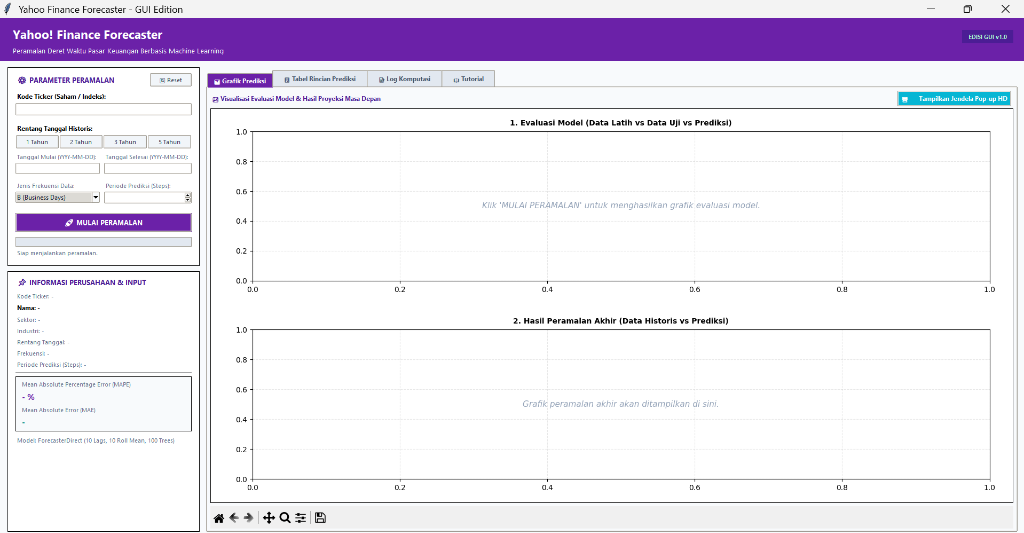 Yahoo Finance Forecaster - GUI Edition
Yahoo! Finance Forecaster
Peramalan Deret Waktu Pasar Keuangan Berbasis Machine Learning
EDISI GUI v1.0
PARAMETER PERAMALAN
Reset
Kode Ticker (Saham / Indeks):
Rentang Tanggal Historis:
1 Tahun
2 Tahun
3 Tahun
5 Tahun
Tanggal Mulai (YYYY-MM-DD):
Tanggal Selesai (YYYY-MM-DD):
Jenis Frekuensi Data:
Periode Prediksi (Steps):
B (Business Days)
MULAI PERAMALAN
Siap menjalankan peramalan.
INFORMASI PERUSAHAAN & INPUT
Kode Ticker: -
Nama: -
Sektor: -
Industri: -
Rentang Tanggal: -
Frekuensi: -
Periode Prediksi (Steps): -
Mean Absolute Percentage Error (MAPE)
- %
Mean Absolute Error (MAE)
-
Model: ForecasterDirect (10 Lags, 10 Roll Mean, 100 Trees)
Grafik Prediksi
Tabel Rincian Prediksi
Log Komputasi
Tutorial
Visualisasi Evaluasi Model & Hasil Proyeksi Masa Depan
Tampilkan Jendela Pop-up HD
1. Evaluasi Model (Data Latih vs Data Uji vs Prediksi)
1.0
0.8
0.6
0.4
0.2
0.0
Klik 'MULAI PERAMALAN' untuk menghasilkan grafik evaluasi model.
0.0 0.2 0.4 0.6 0.8 1.0
2. Hasil Peramalan Akhir (Data Historis vs Prediksi)
1.0
0.8
0.6
0.4
0.2
0.0
Grafik peramalan akhir akan ditampilkan di sini.
0.0 0.2 0.4 0.6 0.8 1.0